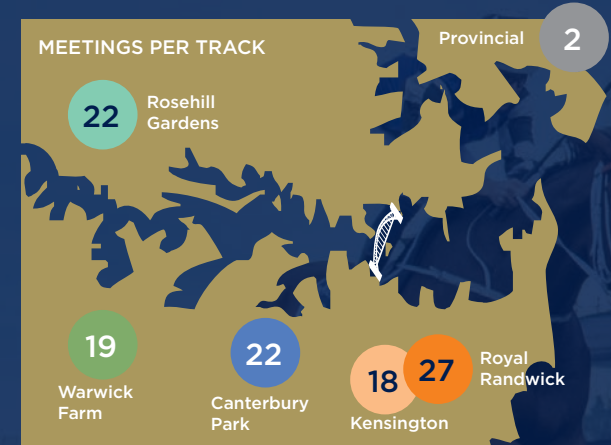 MEETINGS PER TRACK
Provincial
2
22
Rosehill
Gardens
19
Warwick
Farm
22
Canterbury
Park
18
Kensington
27
Royal
Randwick